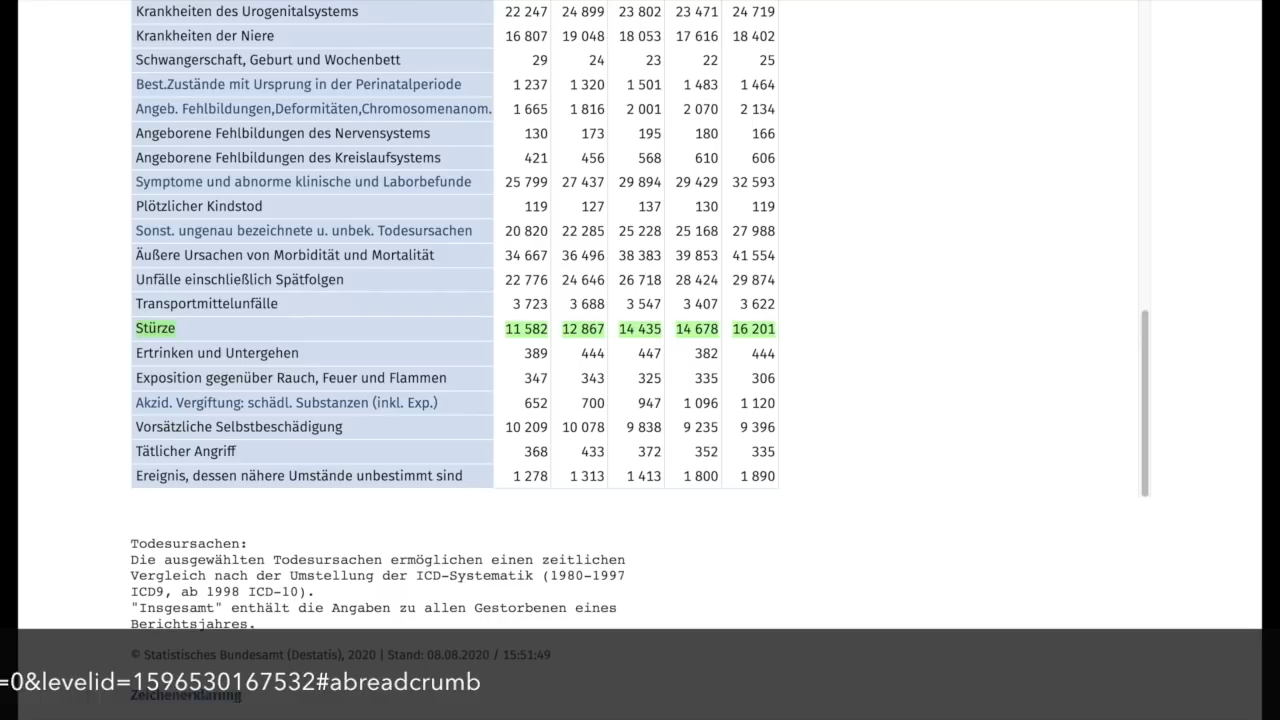 Krankheiten des Urogenitalsystems 22 247 24 899 23 802 23 471 24 719
Krankheiten der Niere 16 807 19 048 18 053 17 616 18 402
Schwangerschaft, Geburt und Wochenbett 29 24 23 22 25
Best.Zustände mit Ursprung in der Perinatalperiode 1 237 1 320 1 501 1 483 1 464
Angeb. Fehlbildungen,Deformitäten,Chromosomenanom. 1 665 1 816 2 001 2 070 2 134
Angeborene Fehlbildungen des Nervensystems 130 173 195 180 166
Angeborene Fehlbildungen des Kreislaufsystems 421 456 568 610 606
Symptome und abnorme klinische und Laborbefunde 25 799 27 437 29 894 29 429 32 593
Plötzlicher Kindstod 119 127 137 130 119
Sonst. ungenau bezeichnete u. unbek. Todesursachen 20 820 22 285 25 228 25 168 27 988
Äußere Ursachen von Morbidität und Mortalität 34 667 36 496 38 383 39 853 41 554
Unfälle einschließlich Spätfolgen 22 776 24 646 26 718 28 424 29 874
Transportmittelunfälle 3 723 3 688 3 547 3 407 3 622
Stürze 11 582 12 867 14 435 14 678 16 201
Ertrinken und Untergehen 389 444 447 382 444
Exposition gegenüber Rauch, Feuer und Flammen 347 343 325 335 306
Akzid. Vergiftung: schädl. Substanzen (inkl. Exp.) 652 700 947 1 096 1 120
Vorsätzliche Selbstbeschädigung 10 209 10 078 9 838 9 235 9 396
Tätlicher Angriff 368 433 372 352 335
Ereignis, dessen nähere Umstände unbestimmt sind 1 278 1 313 1 413 1 800 1 890
Todesursachen:
Die ausgewählten Todesursachen ermöglichen einen zeitlichen
Vergleich nach der Umstellung der ICD-Systematik (1980-1997
ICD9, ab 1998 ICD-10).
"Insgesamt" enthält die Angaben zu allen Gestorbenen eines
Berichtsjahres.
© Statistisches Bundesamt (Destatis), 2020 | Stand: 08.08.2020 / 15:51:49
=0&levelid=1596530167532#abreadcrumb
Zeichenerklärung